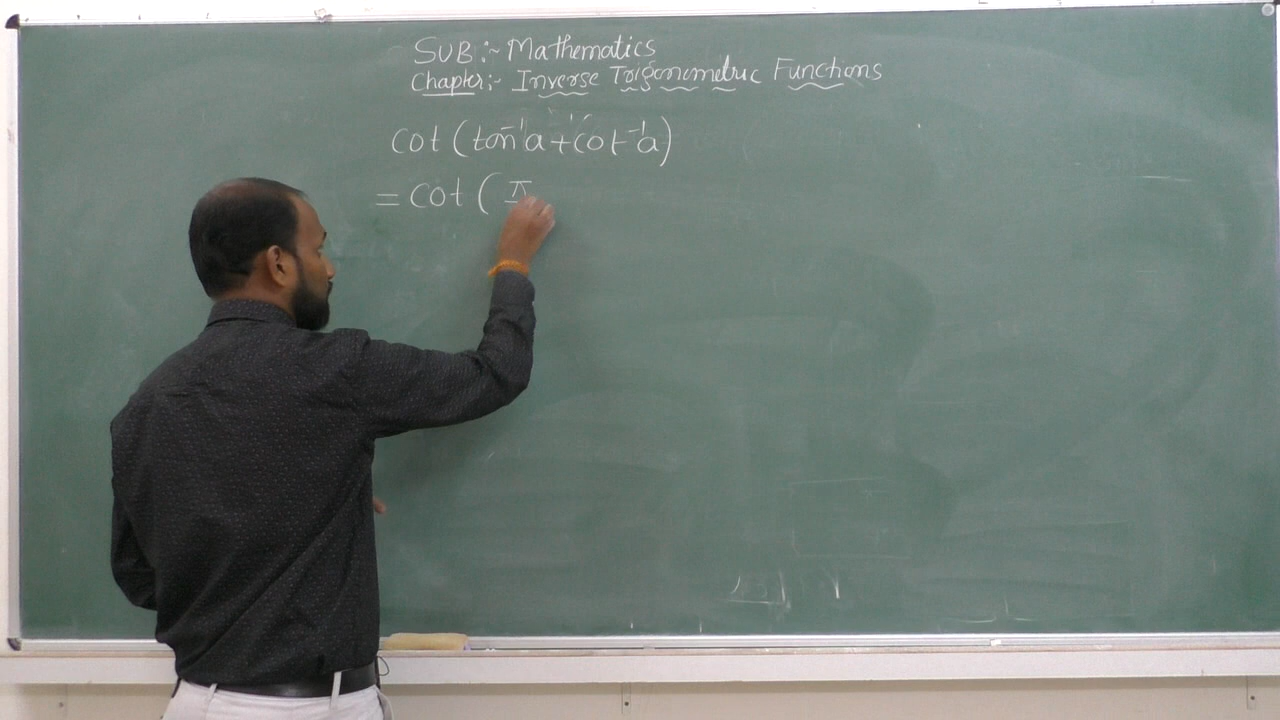 SUB:- Mathematics
Chapter:- Inverse Trigonometric Functions
cot (tan⁻¹a + cot⁻¹a)
= cot ( π